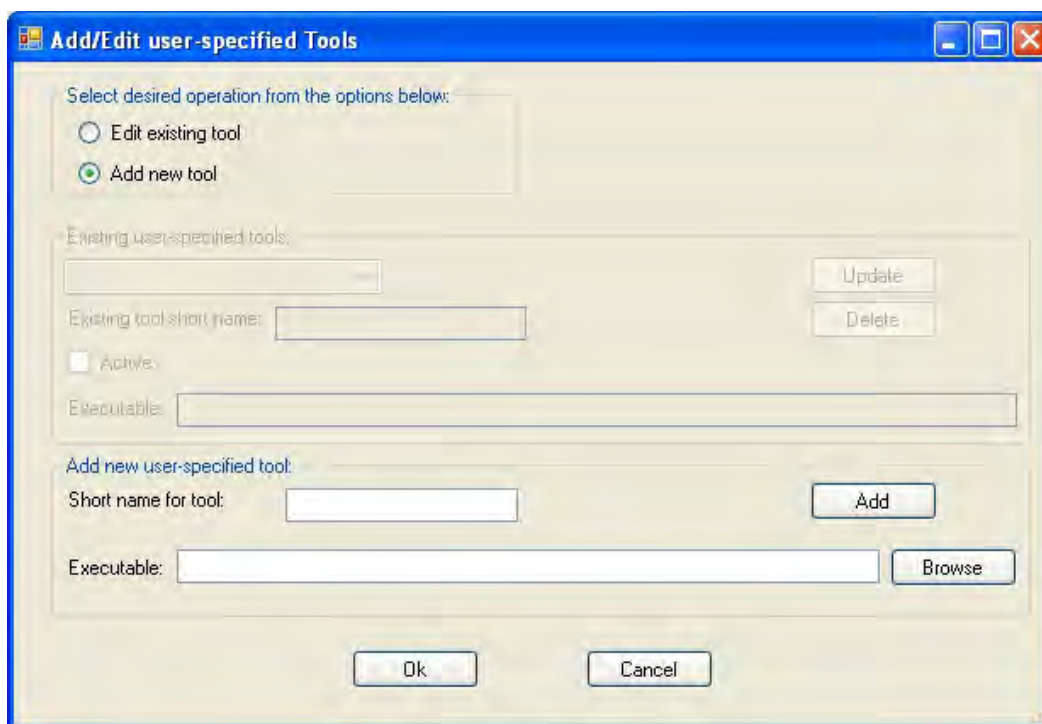 Add/Edit user-specified Tools
Select desired operation from the options below:
Edit existing tool
Add new tool
Existing user-specified tools:
Update
Existing tool short name:
Delete
Active
Executable:
Add new user-specified tool:
Short name for tool:
Add
Executable:
Browse
Ok
Cancel